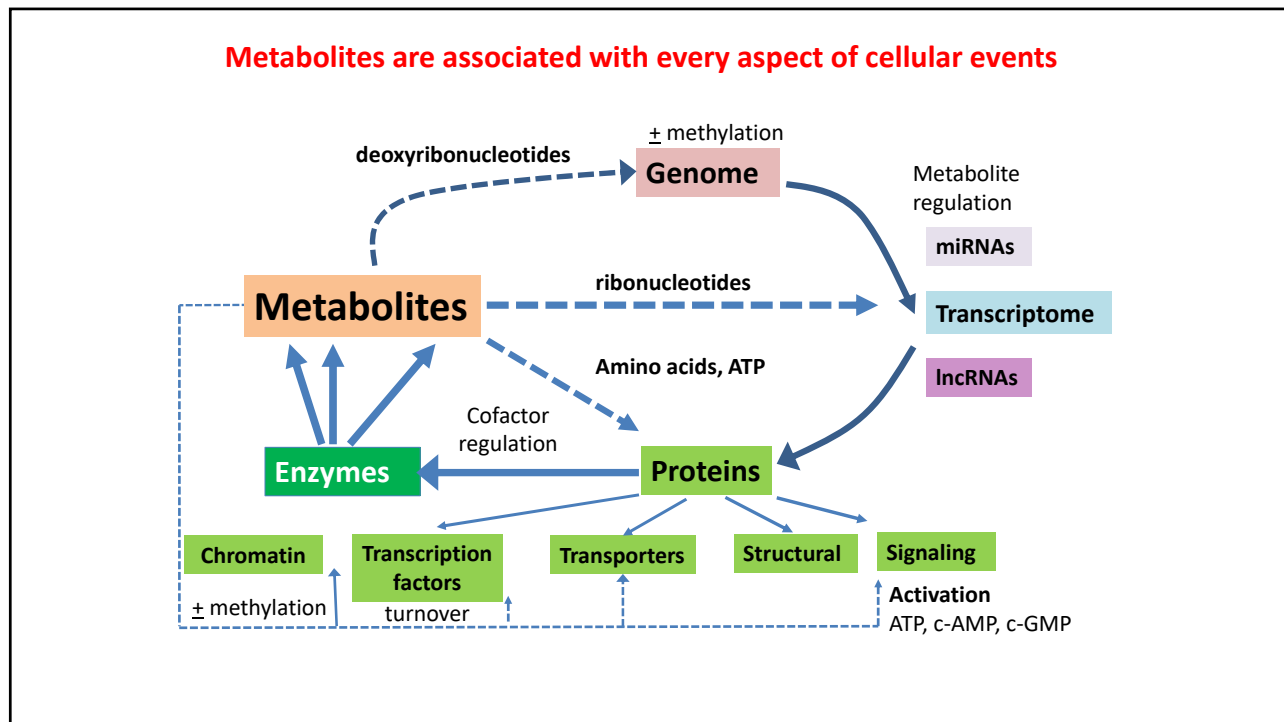 Metabolites are associated with every aspect of cellular events
± methylation
deoxyribonucleotides
Genome
Metabolite
regulation
miRNAs
ribonucleotides
Metabolites
Transcriptome
Amino acids, ATP
lncRNAs
Cofactor
regulation
Enzymes
Proteins
Chromatin
Transcription
factors
Transporters
Structural
Signaling
± methylation
turnover
Activation
ATP, c-AMP, c-GMP